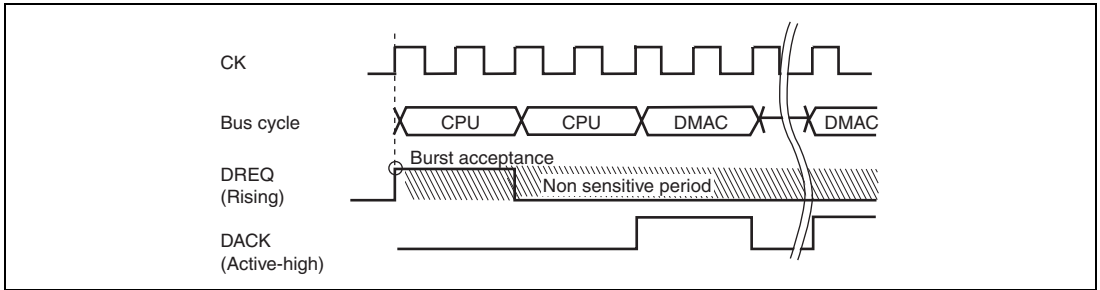 CK
Bus cycle CPU CPU DMAC DMAC
Burst acceptance
DREQ
(Rising)
Non sensitive period
DACK
(Active-high)